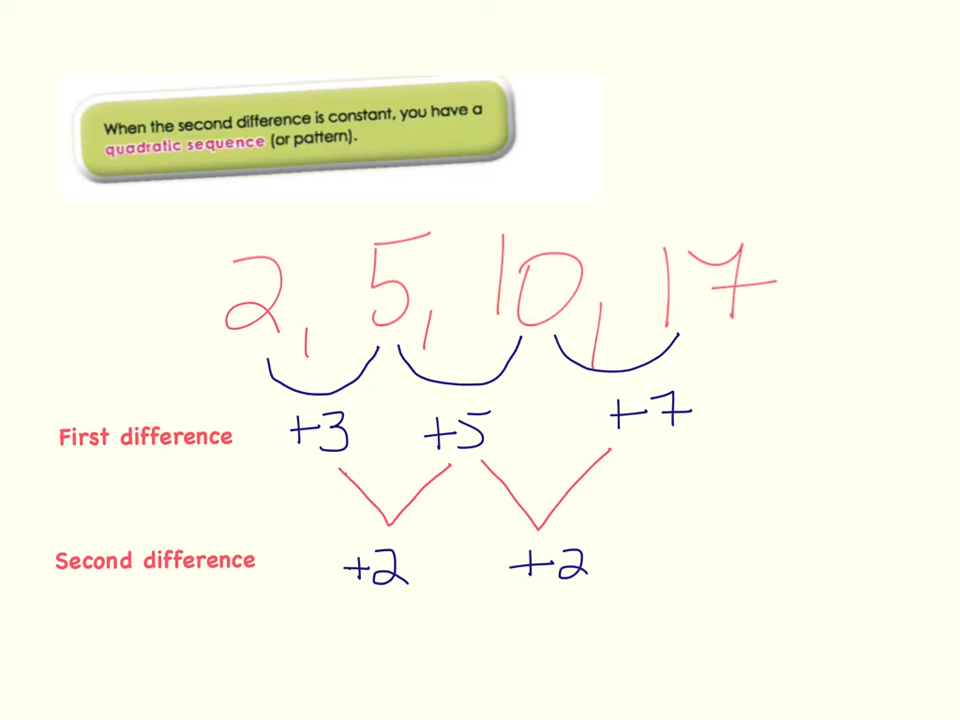 When the second difference is constant, you have a
quadratic sequence (or pattern).
2, 5, 10, 17
First difference +3 +5 +7
Second difference +2 +2